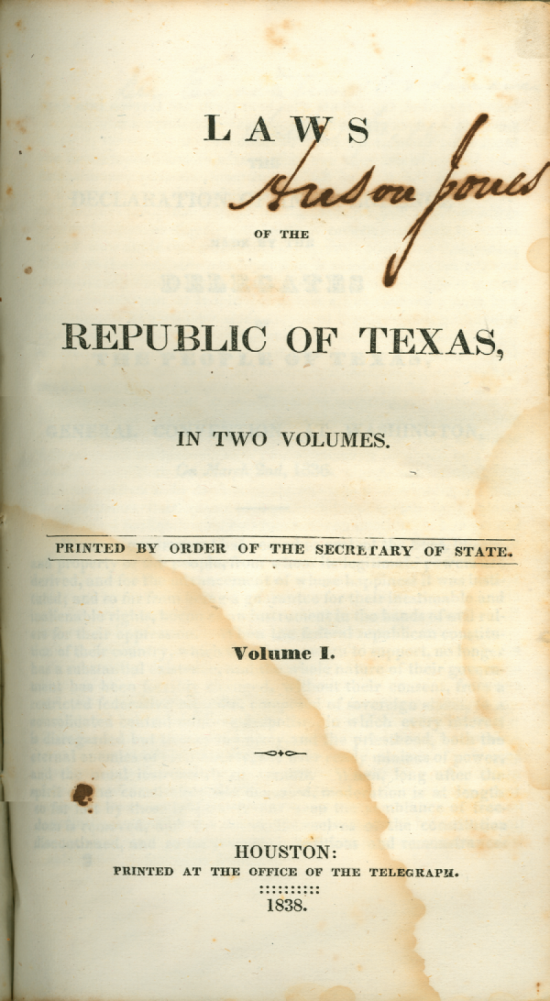 LAWS
Anson Jones
OF THE
REPUBLIC OF TEXAS,
IN TWO VOLUMES.
PRINTED BY ORDER OF THE SECRETARY OF STATE.
Volume I.
HOUSTON:
PRINTED AT THE OFFICE OF THE TELEGRAPH.
1838.